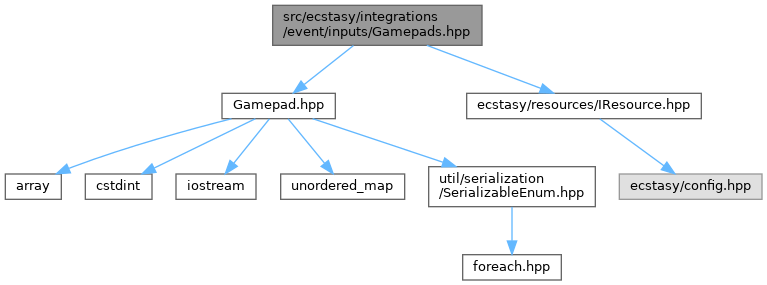 src/ecstasy/integrations
/event/inputs/Gamepads.hpp
Gamepad.hpp
ecstasy/resources/IResource.hpp
array
cstdint
iostream
unordered_map
util/serialization
/SerializableEnum.hpp
ecstasy/config.hpp
foreach.hpp